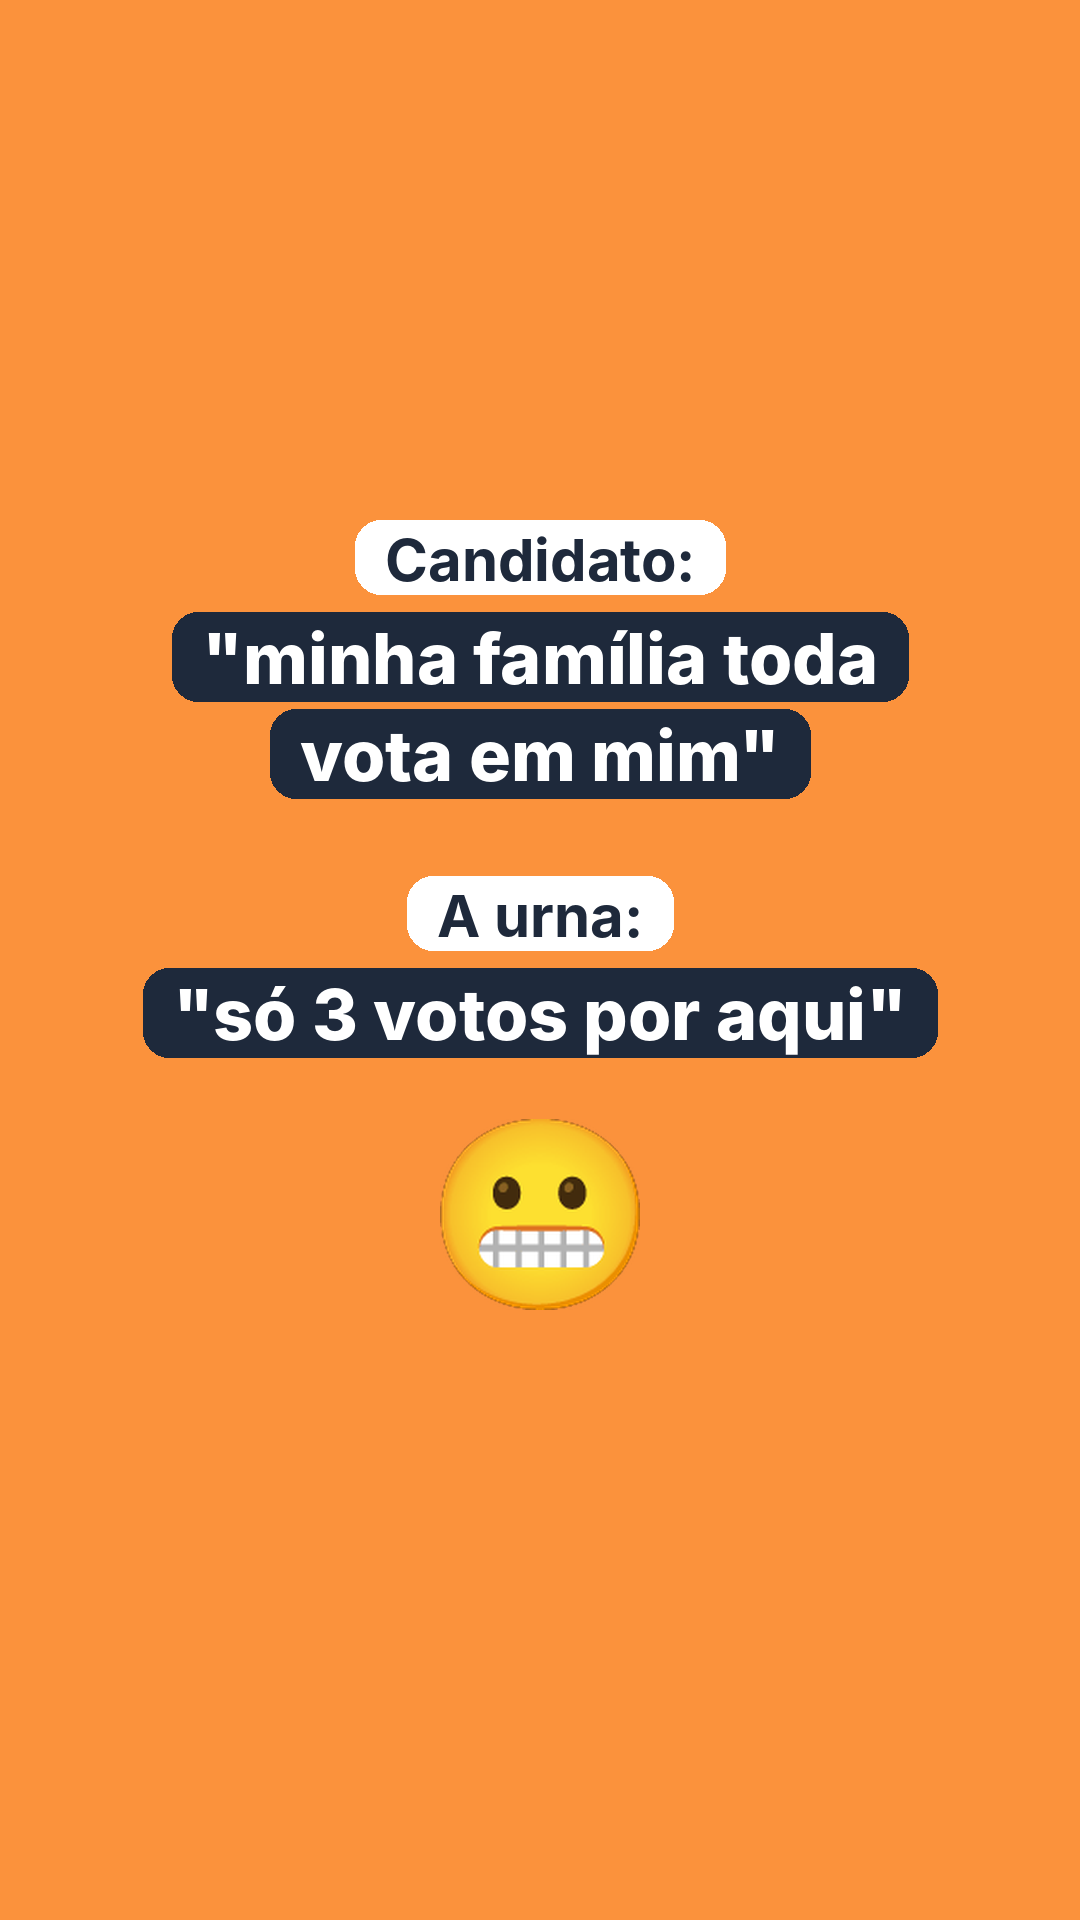 Candidato:
"minha família toda
vota em mim"
A urna:
"só 3 votos por aqui"